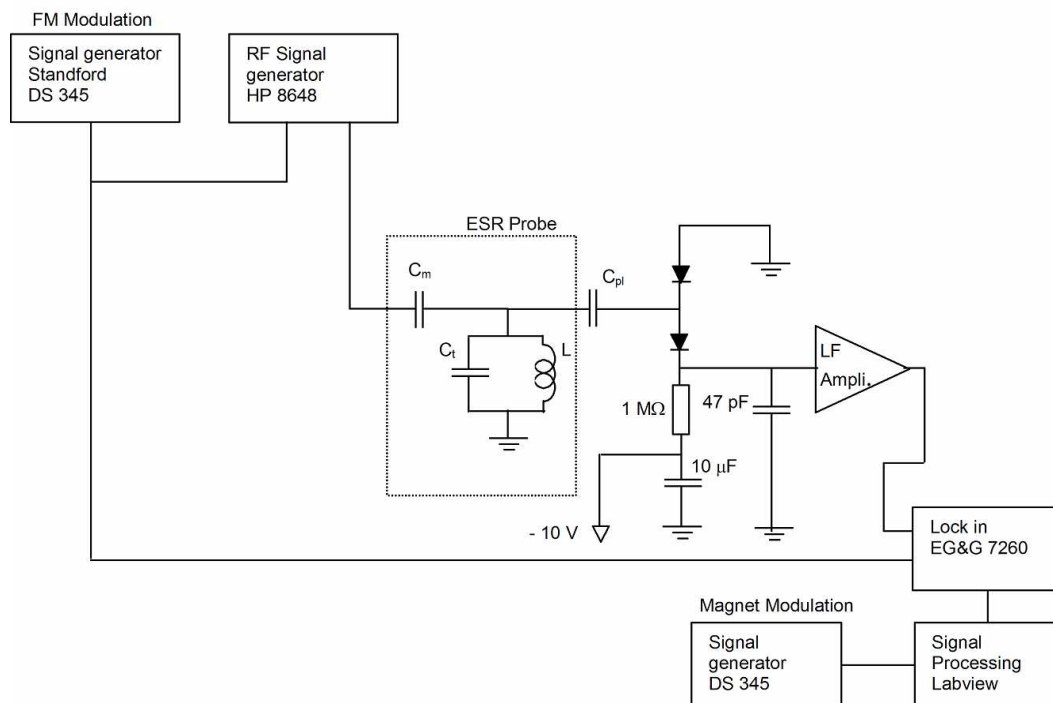 FM Modulation
Signal generator
Standford
DS 345
RF Signal
generator
HP 8648
ESR Probe
Cm
Cpl
Ct
L
LF
Ampli.
1 MΩ
47 pF
10 μF
- 10 V
Lock in
EG&G 7260
Magnet Modulation
Signal
generator
DS 345
Signal
Processing
Labview